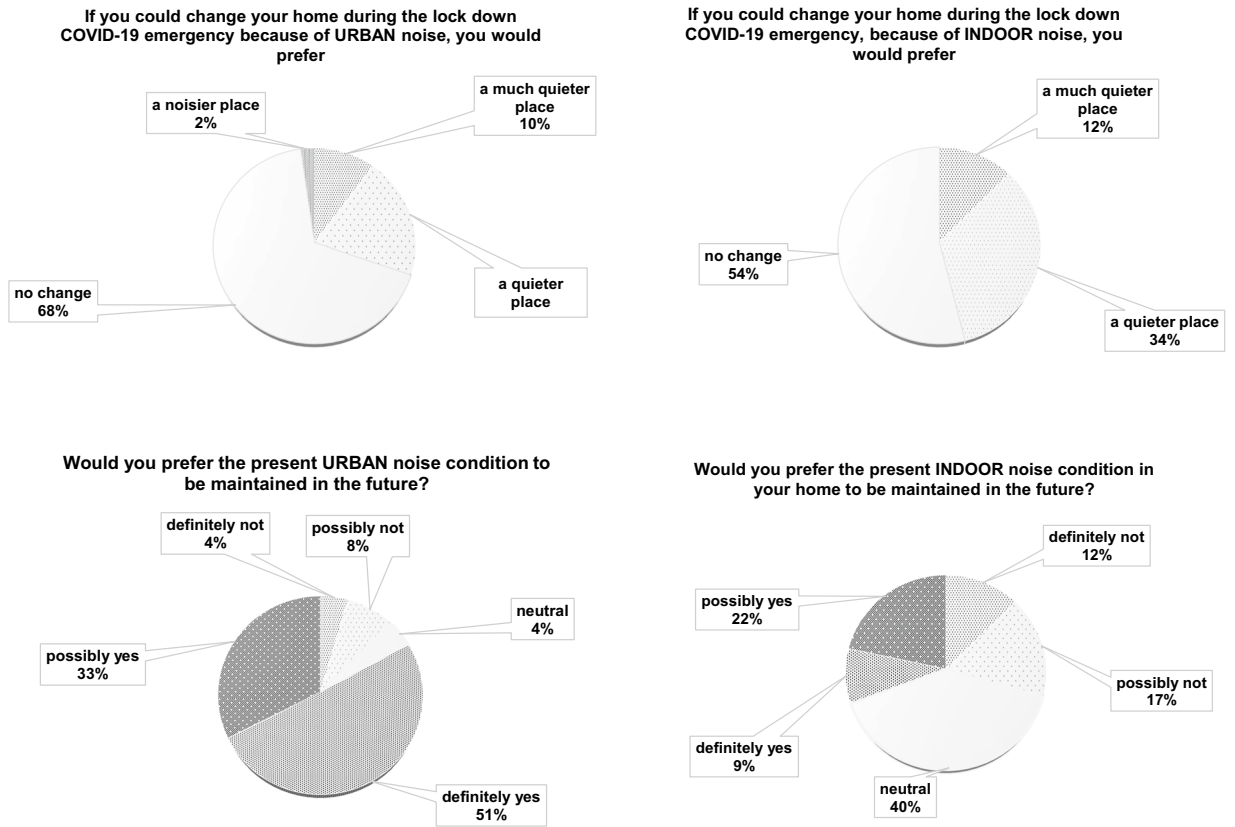 If you could change your home during the lock down
COVID-19 emergency because of URBAN noise, you would
prefer
a noisier place
2%
a much quieter
place
10%
no change
68%
a quieter
place
If you could change your home during the lock down
COVID-19 emergency, because of INDOOR noise, you
would prefer
a much quieter
place
12%
no change
54%
a quieter place
34%
Would you prefer the present URBAN noise condition to
be maintained in the future?
definitely not
4%
possibly not
8%
neutral
4%
possibly yes
33%
definitely yes
51%
Would you prefer the present INDOOR noise condition in
your home to be maintained in the future?
definitely not
12%
possibly yes
22%
possibly not
17%
definitely yes
9%
neutral
40%